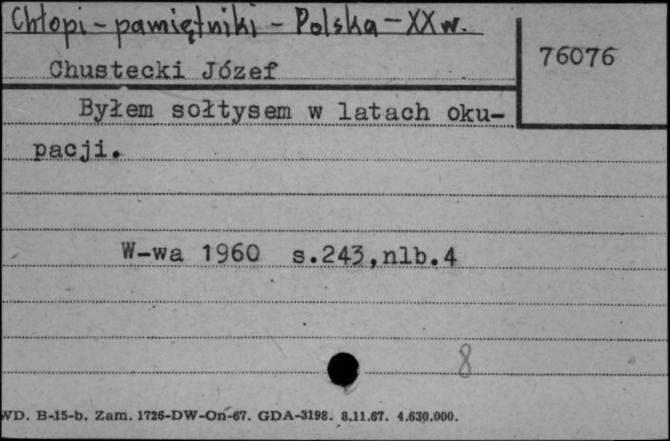 Chłopi - pamiętniki - Polska - XX w.
76076
Chustecki Józef
Byłem sołtysem w latach oku-
pacji.
W-wa 1960 s.243,nlb.4
8
WD. B-15-b. Zam. 1726-DW-On-67. GDA-3198. 8.11.67. 4.630.000.